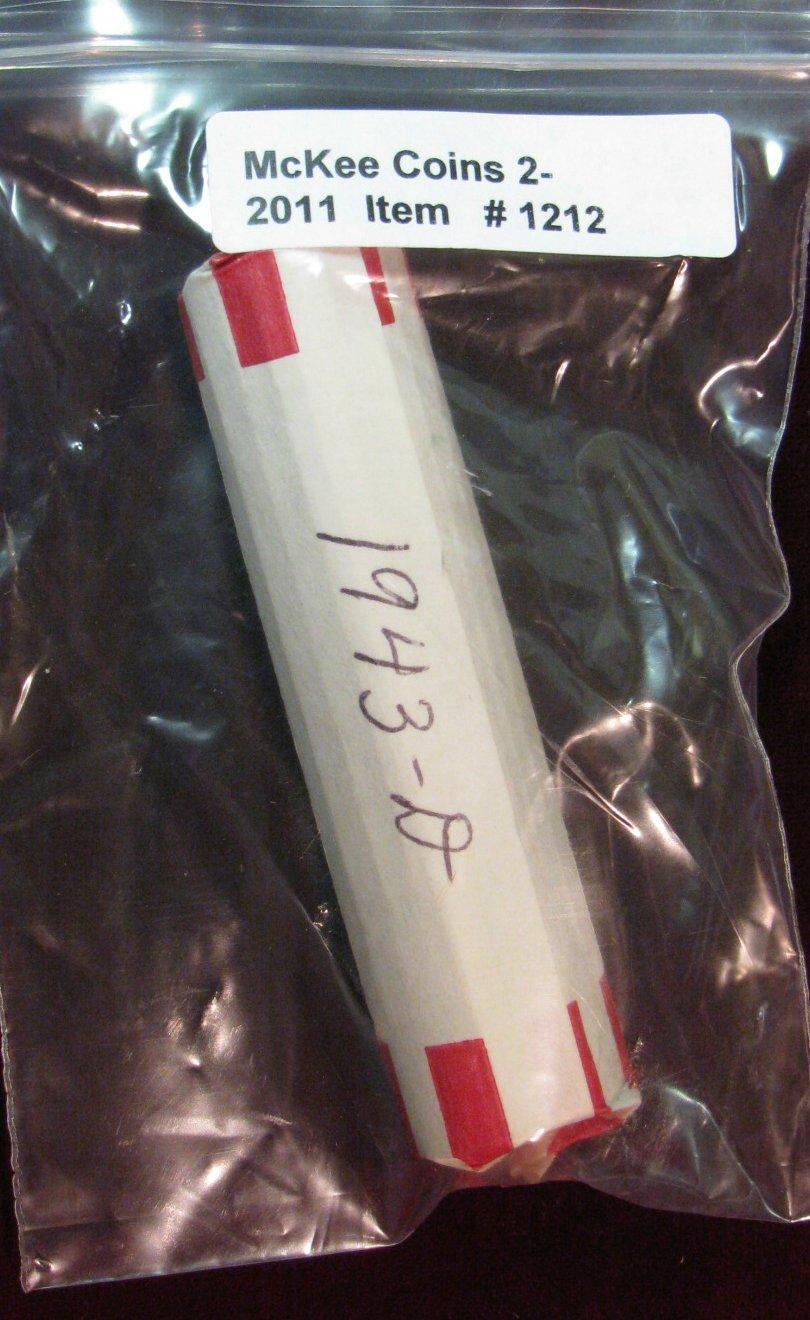 McKee Coins 2-
2011 Item # 1212
1943-D